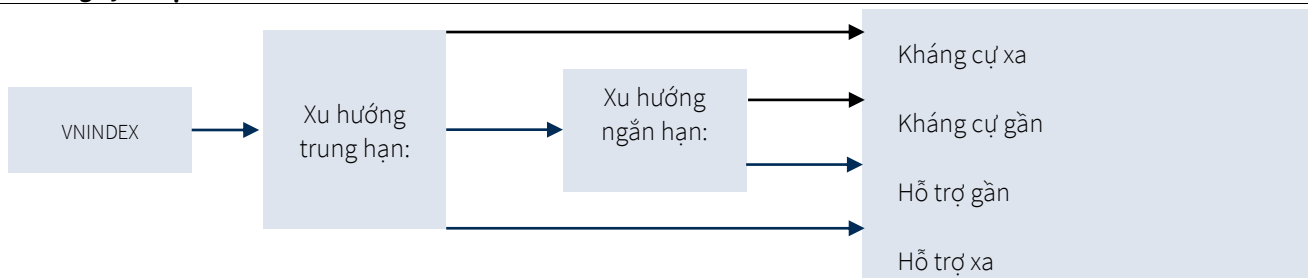 VNINDEX
Xu hướng
trung hạn:
Xu hướng
ngắn hạn:
Kháng cự xa
Kháng cự gần
Hỗ trợ gần
Hỗ trợ xa